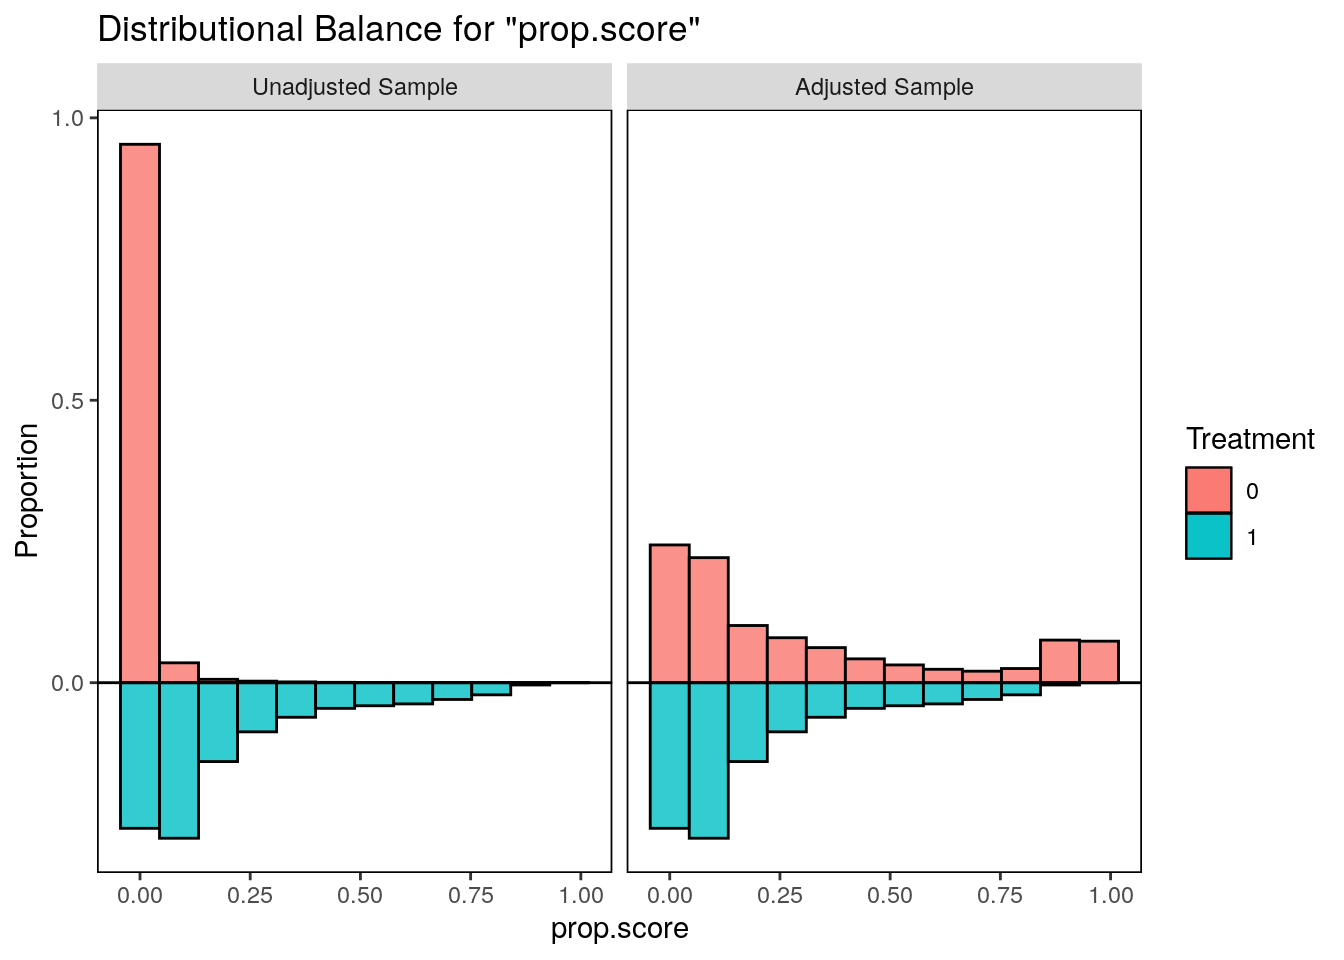 Distributional Balance for "prop.score"
Unadjusted Sample
Adjusted Sample
1.0
0.5
0.0
Proportion
0.00 0.25 0.50 0.75 1.00
0.00 0.25 0.50 0.75 1.00
prop.score
Treatment
0
1